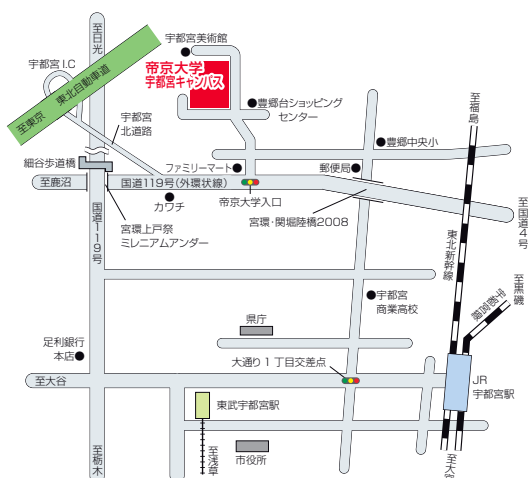 至日光
宇都宮美術館
宇都宮I.C
帝京大学
宇都宮キャンパス
至東京 東北自動車道
宇都宮
北道路
豊郷台ショッピング
センター
至福島
豊郷中央小
細谷歩道橋
ファミリーマート
郵便局
至鹿沼
国道119号(外環状線)
カワチ
帝京大学入口
至国道4号
国道119号
宮環上戸祭
ミレニアムアンダー
宮環・関堀陸橋2008
東北新幹線
至黒磯
宇都宮線
宇都宮
商業高校
県庁
足利銀行
本店
大通り1丁目交差点
至大谷
JR
宇都宮駅
東武宇都宮駅
至栃木
至浅草
市役所